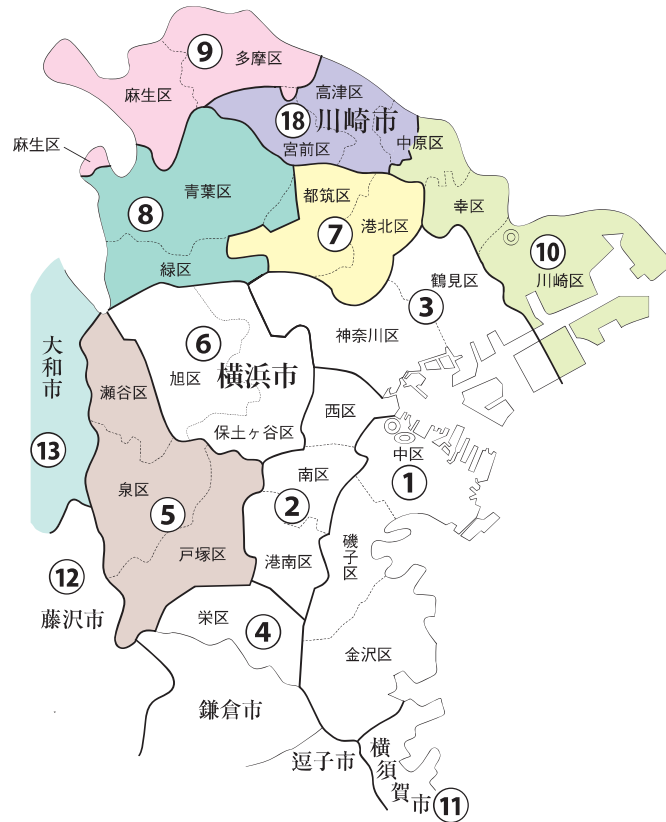 ⑨
多摩区
麻生区
高津区
⑱
川崎市
中原区
宮前区
麻生区
青葉区
⑧
都筑区
⑦
港北区
幸区
⑩
川崎区
緑区
鶴見区
③
神奈川区
大和市
⑥
旭区
横浜市
瀬谷区
西区
保土ヶ谷区
⑬
中区
①
南区
②
泉区
⑤
戸塚区
磯子区
港南区
⑫
藤沢市
栄区
④
金沢区
鎌倉市
逗子市
横須賀市
⑪